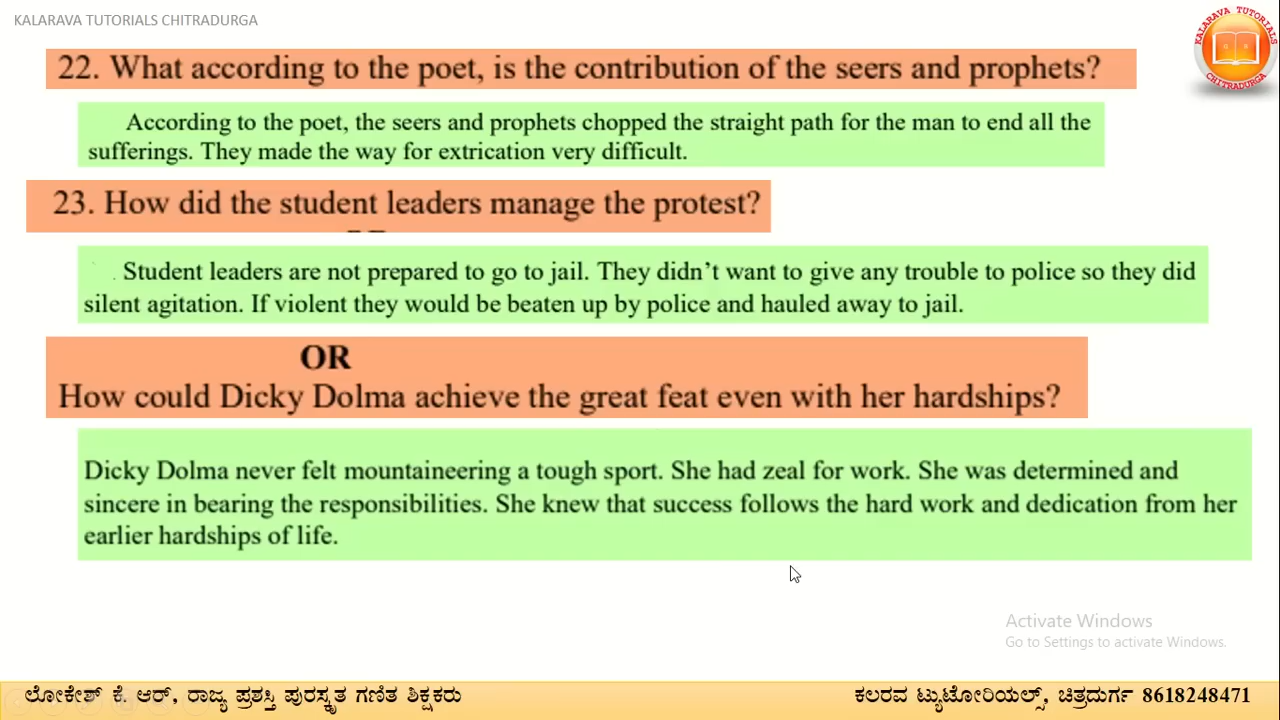 KALARAVA TUTORIALS CHITRADURGA
KALARAVA TUTORIALS
CHITRADURGA
22. What according to the poet, is the contribution of the seers and prophets?
According to the poet, the seers and prophets chopped the straight path for the man to end all the
sufferings. They made the way for extrication very difficult.
23. How did the student leaders manage the protest?
Student leaders are not prepared to go to jail. They didn't want to give any trouble to police so they did
silent agitation. If violent they would be beaten up by police and hauled away to jail.
OR
How could Dicky Dolma achieve the great feat even with her hardships?
Dicky Dolma never felt mountaineering a tough sport. She had zeal for work. She was determined and
sincere in bearing the responsibilities. She knew that success follows the hard work and dedication from her
earlier hardships of life.
Activate Windows
Go to Settings to activate Windows.
ಲೋಕೇಶ್ ಕೆ. ಆರ್, ರಾಜ್ಯ ಪ್ರಶಸ್ತಿ ಪುರಸ್ಕೃತ ಗಣಿತ ಶಿಕ್ಷಕರು
ಕಲರವ ಟ್ಯುಟೋರಿಯಲ್ಸ್, ಚಿತ್ರದುರ್ಗ 8618248471